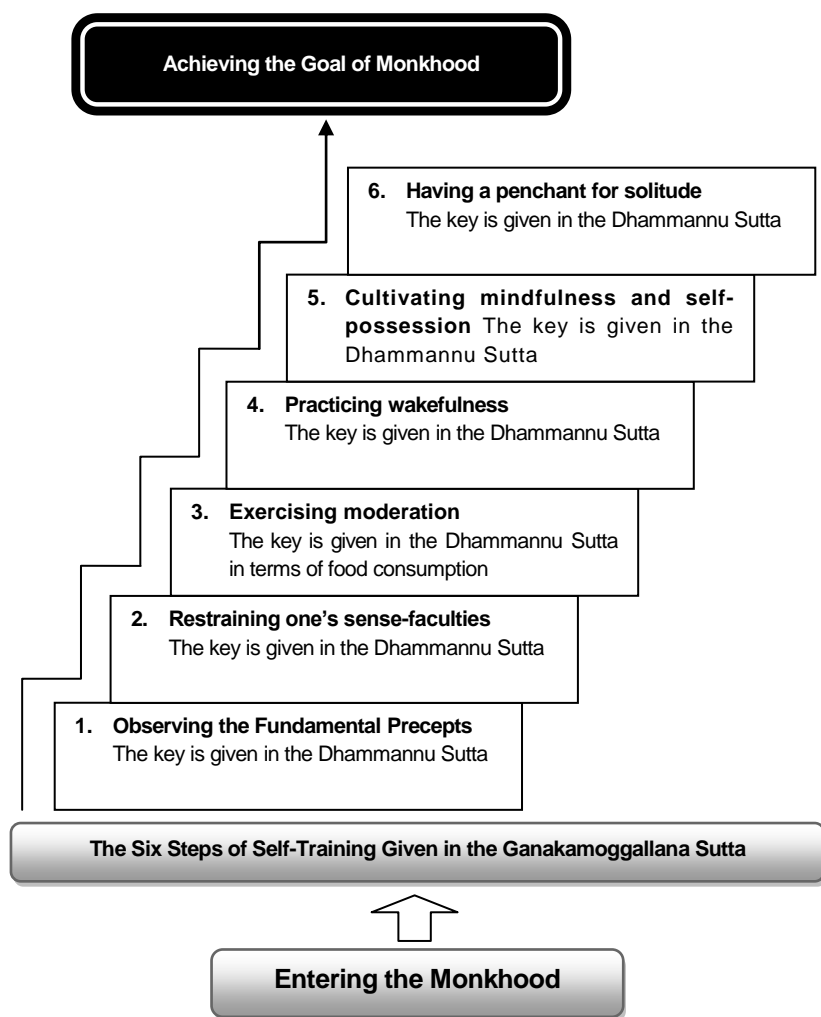 Achieving the Goal of Monkhood
6. Having a penchant for solitude
The key is given in the Dhammannu Sutta
5. Cultivating mindfulness and self-
possession The key is given in the
Dhammannu Sutta
4. Practicing wakefulness
The key is given in the Dhammannu Sutta
3. Exercising moderation
The key is given in the Dhammannu Sutta
in terms of food consumption
2. Restraining one's sense-faculties
The key is given in the Dhammannu Sutta
1. Observing the Fundamental Precepts
The key is given in the Dhammannu Sutta
The Six Steps of Self-Training Given in the Ganakamoggallana Sutta
Entering the Monkhood